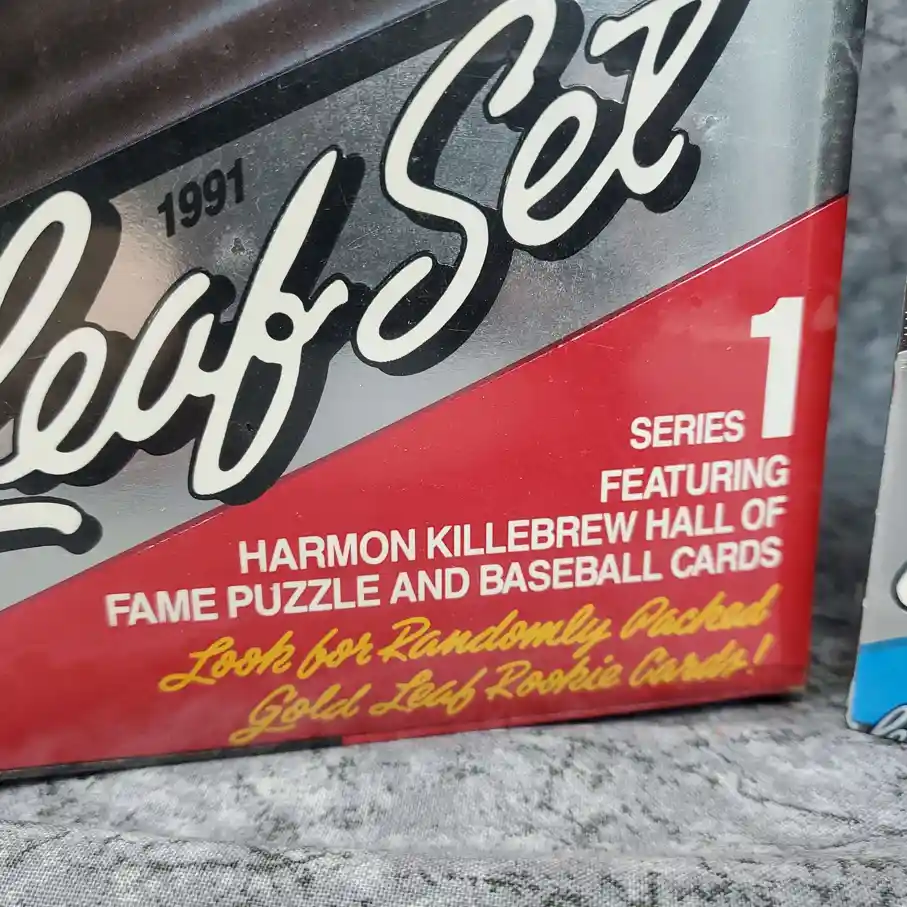 1991
Leaf Set
SERIES 1
FEATURING
HARMON KILLEBREW HALL OF
FAME PUZZLE AND BASEBALL CARDS
Look for Randomly Packed
Gold Leaf Rookie Cards!